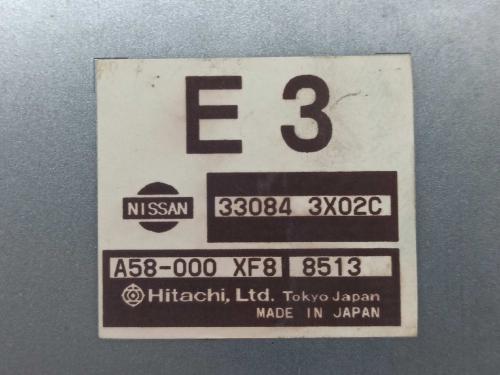 E 3
NISSAN 33084 3X02C
A58-000 XF8 8513
Hitachi, Ltd. Tokyo Japan
MADE IN JAPAN